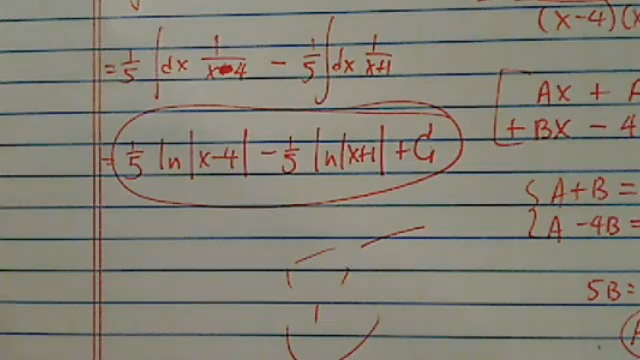 (x-4)(x
= 1/5 ∫dx 1/(x-4) - 1/5 ∫dx 1/(x+1)
= 1/5 ln|x-4| - 1/5 ln|x+1| + C
Ax + A
+ Bx - 4
A+B =
A -4B =
5B =